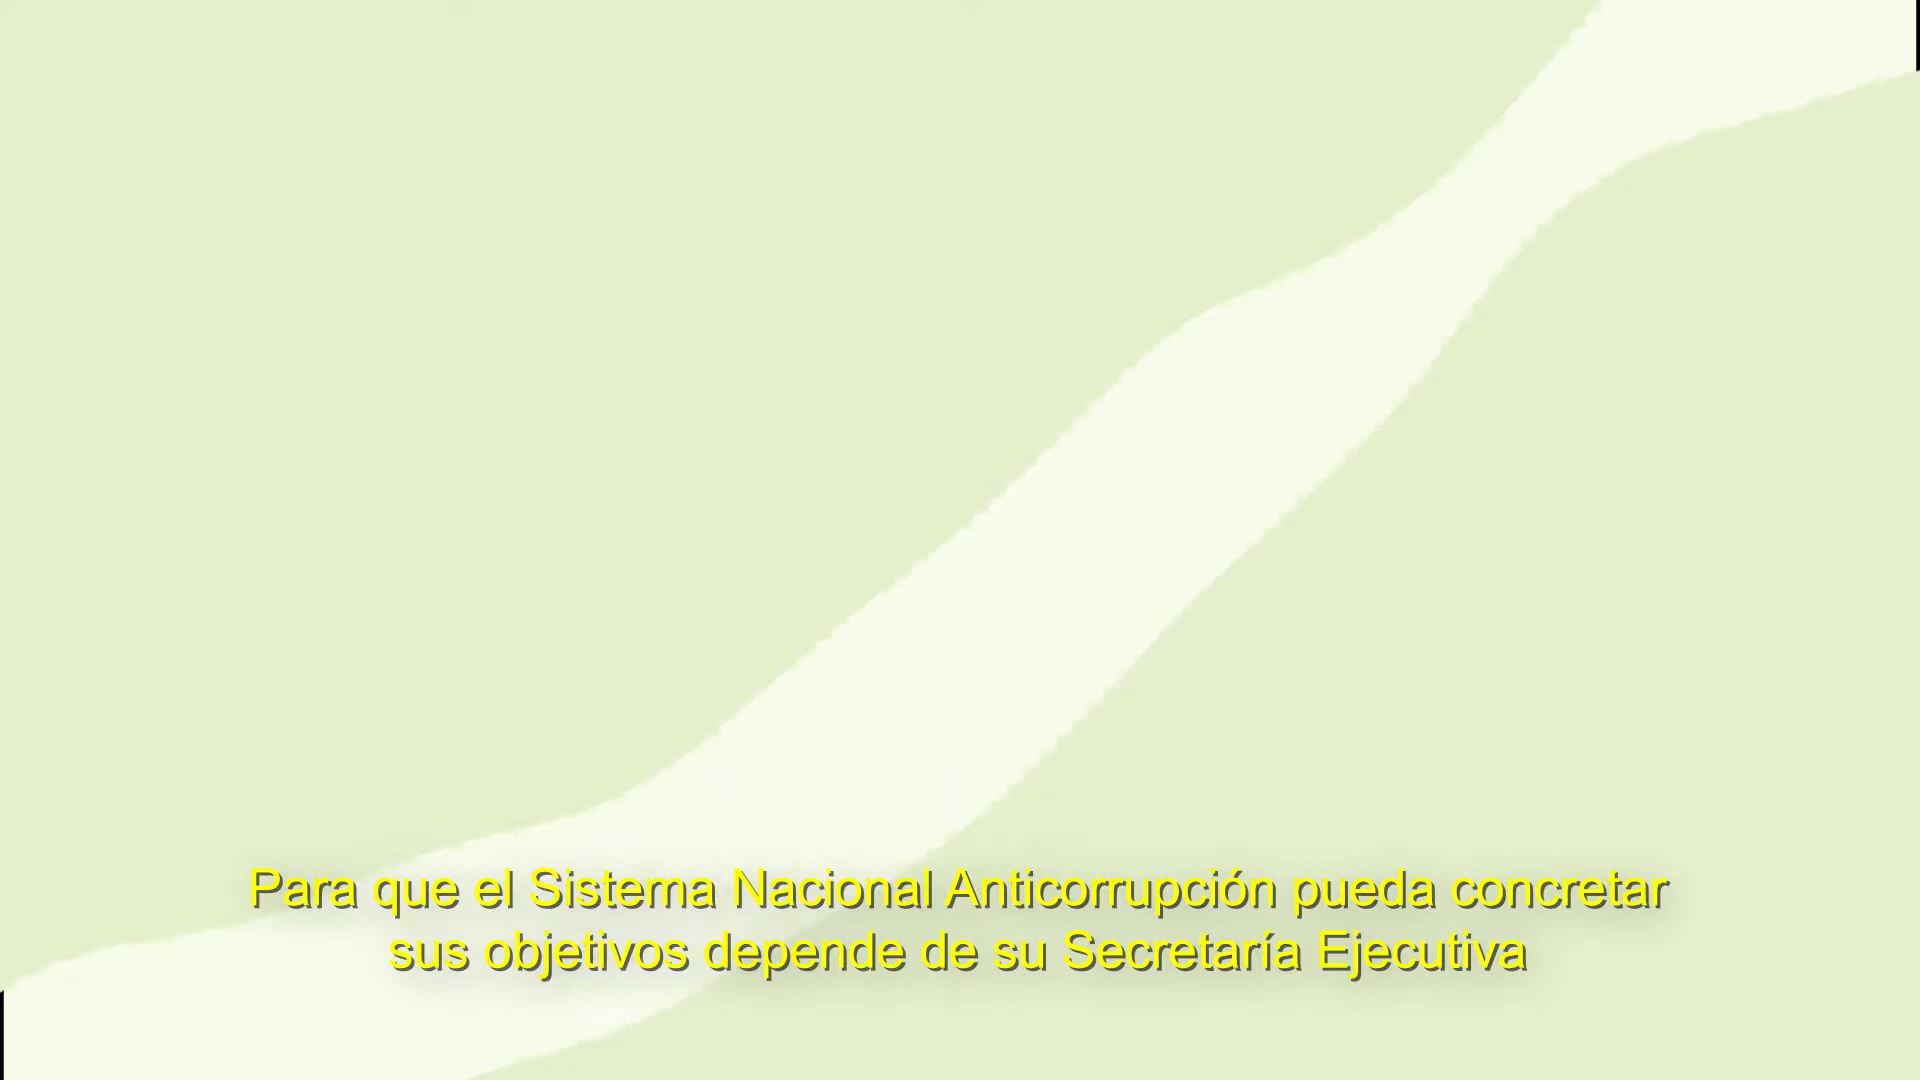 Para que el Sistema Nacional Anticorrupción pueda concretar
sus objetivos depende de su Secretaría Ejecutiva